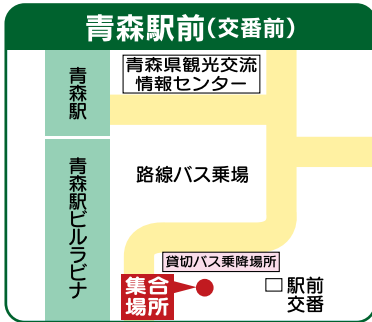 青森駅前(交番前)
青森駅
青森県観光交流
情報センター
路線バス乗場
青森駅ビルラビナ
貸切バス乗降場所
集合
場所
駅前
交番